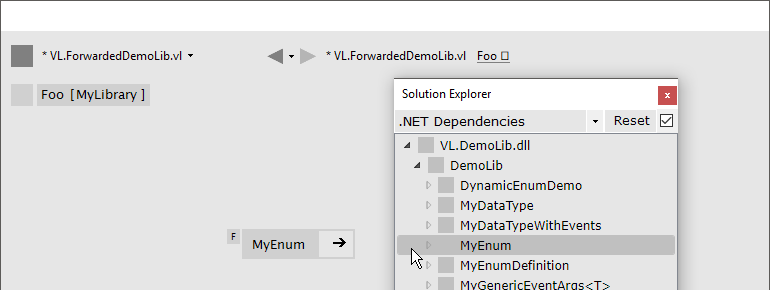 * VL.ForwardedDemoLib.vl
* VL.ForwardedDemoLib.vl Foo
Foo [MyLibrary ]
Solution Explorer
x
.NET Dependencies
Reset
VL.DemoLib.dll
DemoLib
DynamicEnumDemo
MyDataType
MyDataTypeWithEvents
MyEnum
MyEnumDefinition
MyGenericEventArgs<T>
F
MyEnum